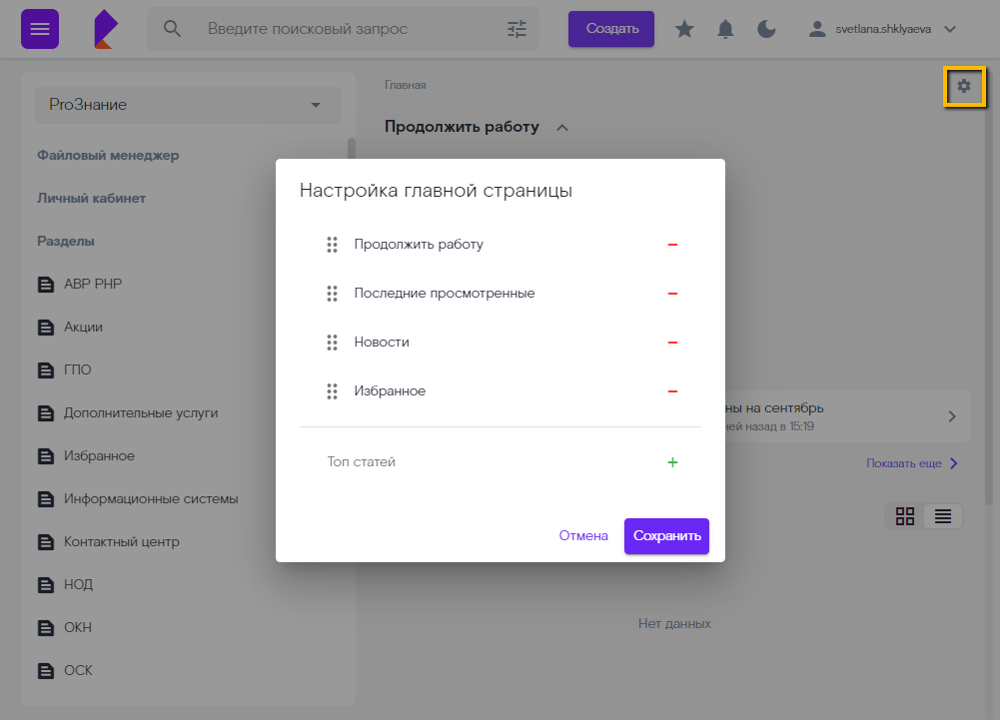 Введите поисковый запрос
Создать
svetlana.shklyaeva
ProЗнание
Файловый менеджер
Личный кабинет
Разделы
АВР РНР
Акции
ГПО
Дополнительные услуги
Избранное
Информационные системы
Контактный центр
НОД
ОКН
ОСК
Главная
Продолжить работу
Настройка главной страницы
Продолжить работу
Последние просмотренные
Новости
Избранное
Топ статей
Отмена
Сохранить
на сентябрь
назад в 15:19
Показать еще
Нет данных